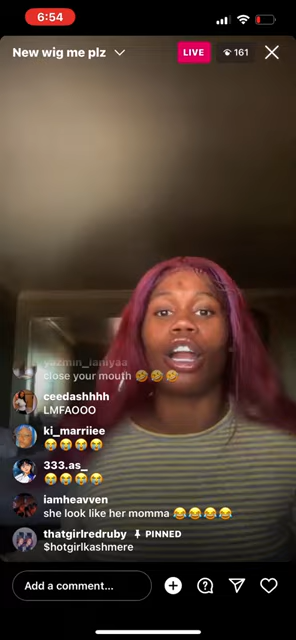 6:54
New wig me plz
LIVE
161
yazmin_janiyaa
close your mouth 🤣🤣🤣
ceedashhhh
LMFAOOO
ki_marriiee
😭😭😭😭
333.as_
😭😭😭😭
iamheavven
she look like her momma 😂😂😂😂
thatgirlredruby PINNED
$hotgirlkashmere
Add a comment...